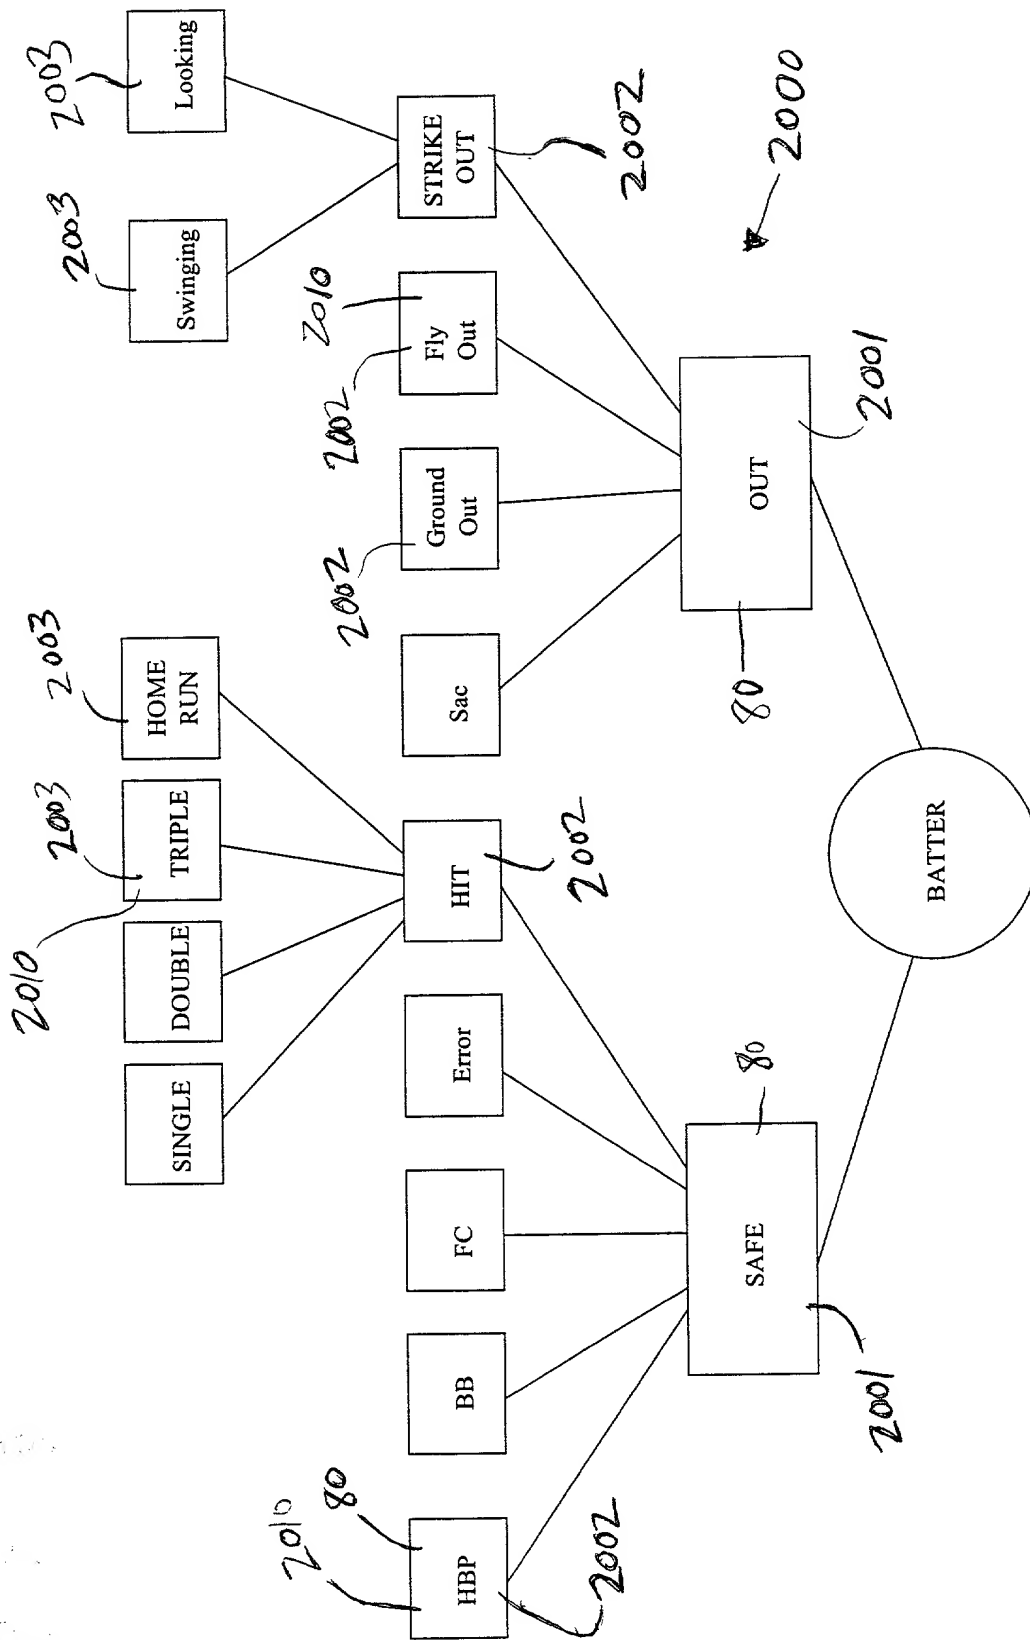 2010
2003
2003
2003
2003
SINGLE
DOUBLE
TRIPLE
HOME
RUN
Swinging
Looking
2010
80
2002
2002
2010
HBP
BB
FC
Error
HIT
Sac
Ground
Out
Fly
Out
STRIKE
OUT
2002
2002
2002
80
80
SAFE
OUT
2000
2001
2001
BATTER